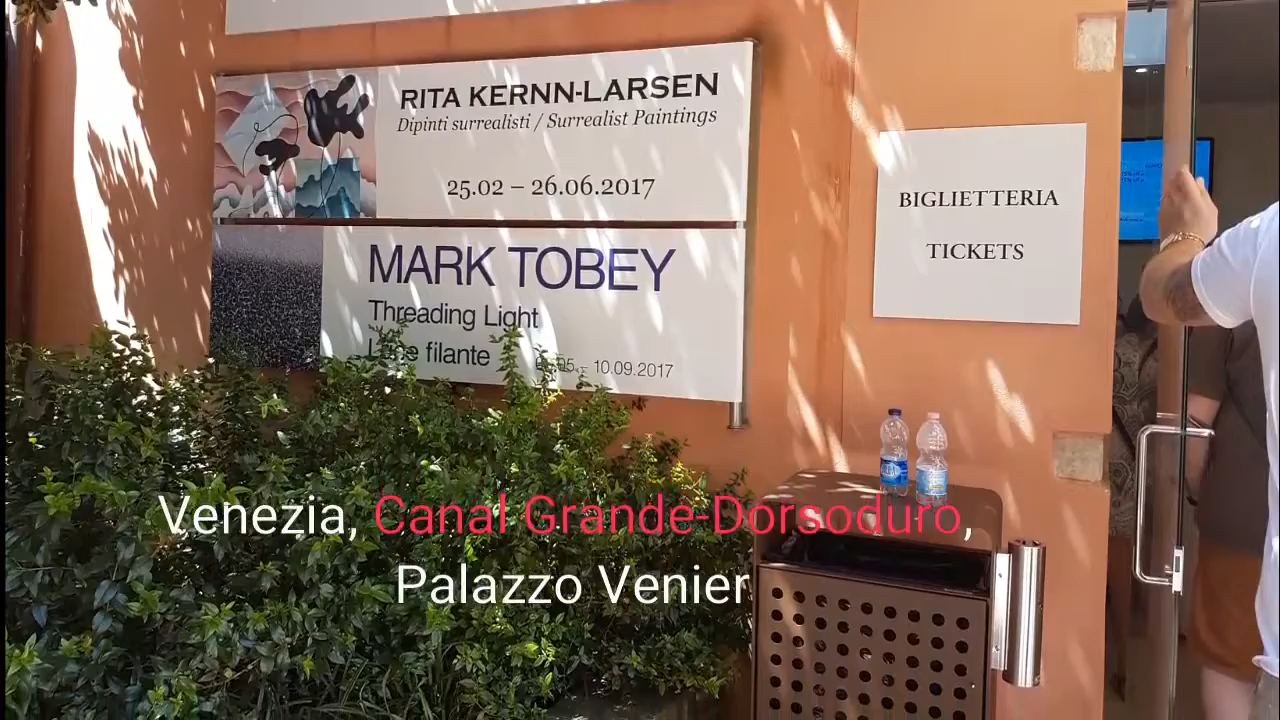 RITA KERNN-LARSEN
Dipinti surrealisti / Surrealist Paintings
25.02 – 26.06.2017
MARK TOBEY
Threading Light
filante
– 10.09.2017
BIGLIETTERIA
TICKETS
Venezia, Canal Grande-Dorsoduro,
Palazzo Venier